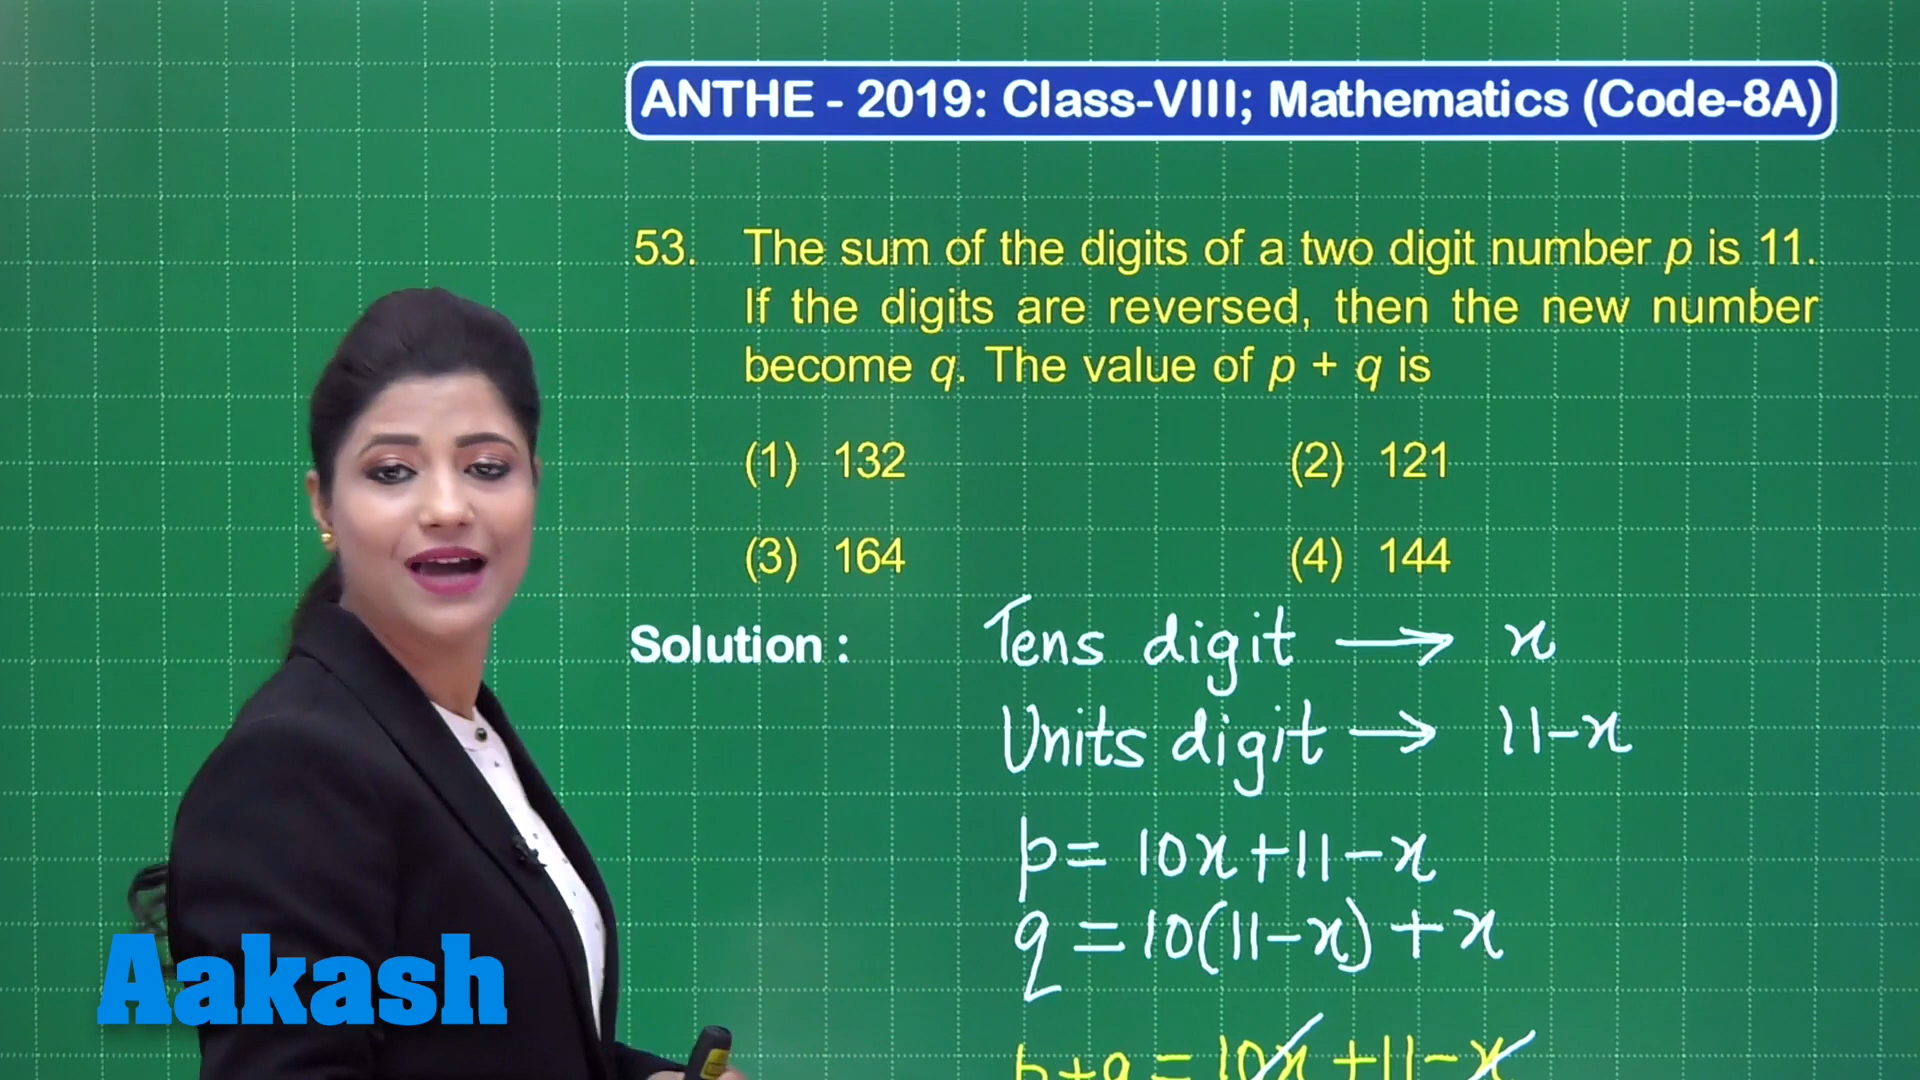 ANTHE - 2019: Class-VIII; Mathematics (Code-8A)
53. The sum of the digits of a two digit number p is 11.
If the digits are reversed, then the new number
become q. The value of p + q is
(1) 132 (2) 121
(3) 164 (4) 144
Solution : Tens digit → x
Units digit → 11-x
p = 10x+11-x
q = 10(11-x) + x
p+q = 10x +11-x
Aakash